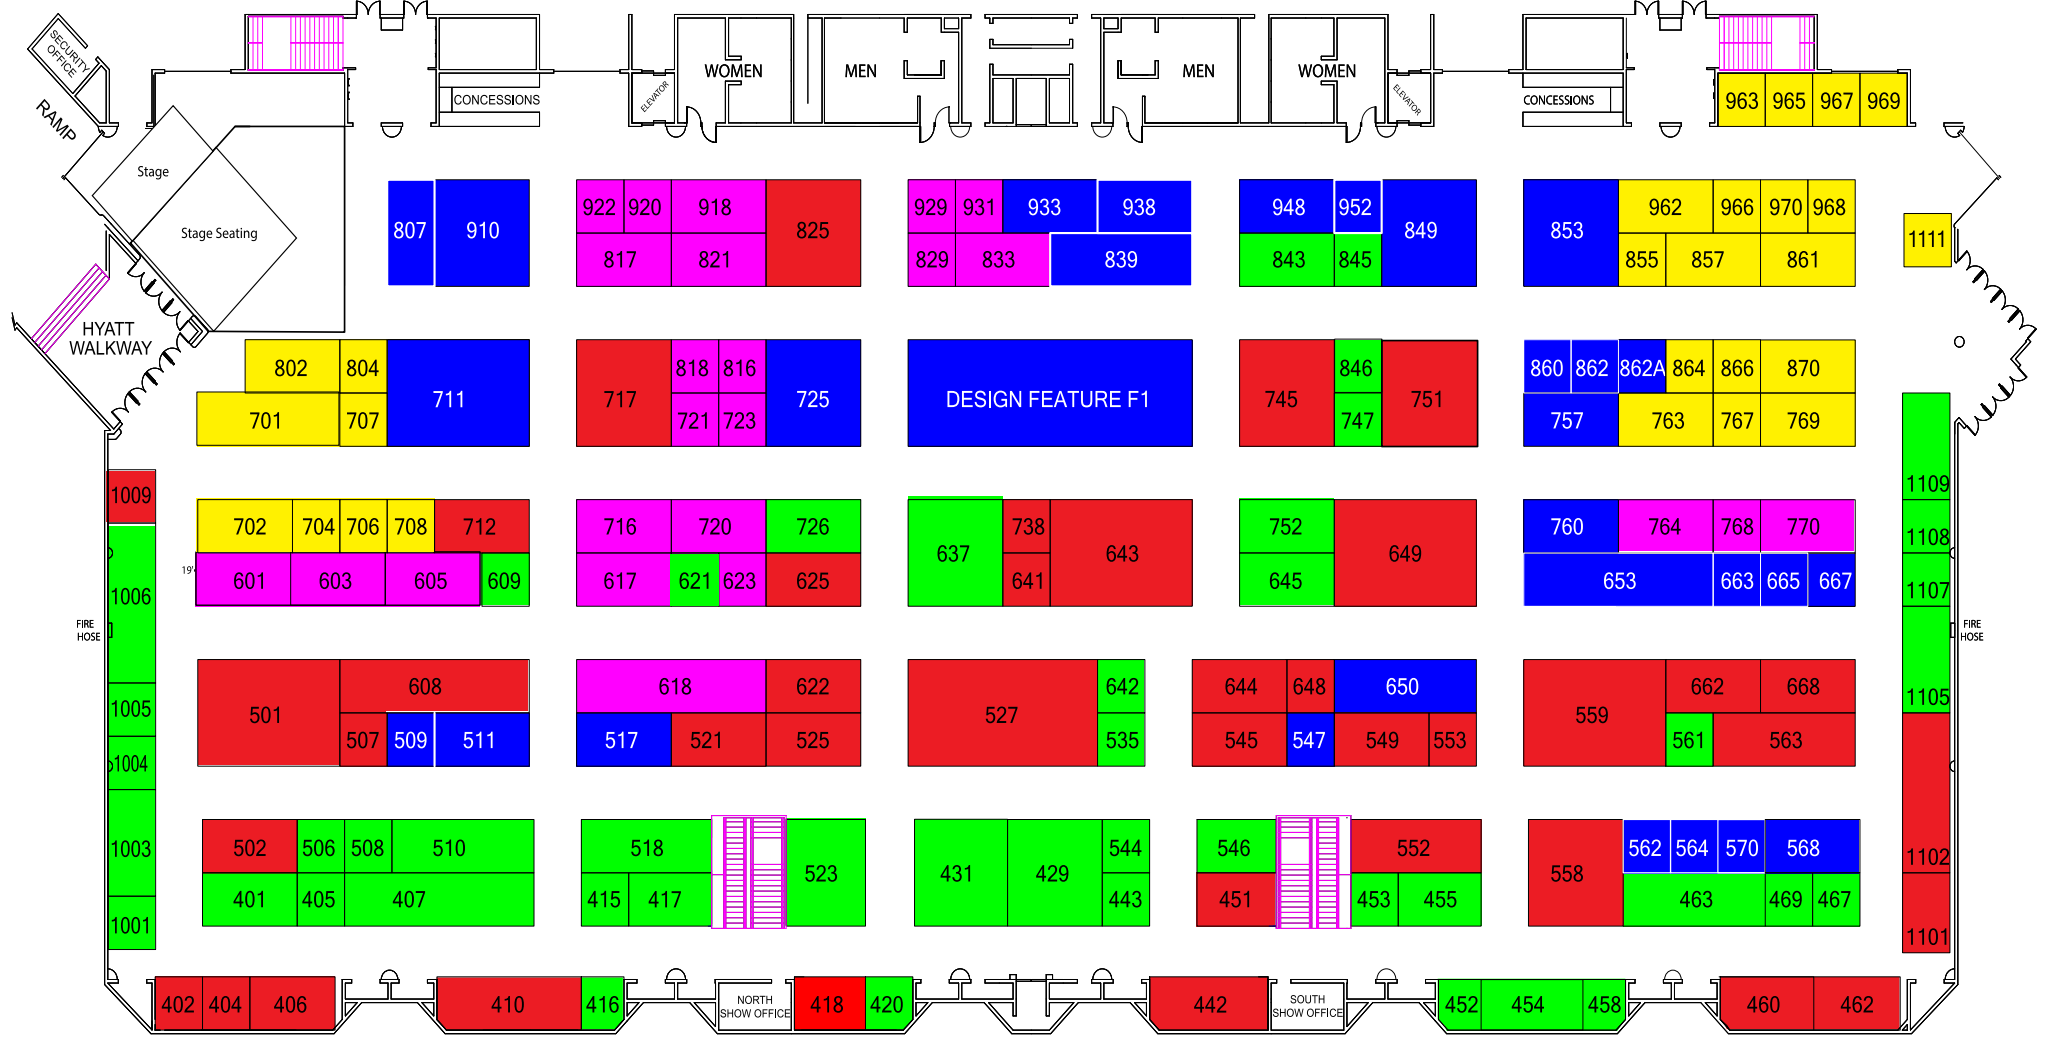 SECURITY
OFFICE
RAMP
CONCESSIONS
ELEVATOR
WOMEN
MEN
MEN
WOMEN
ELEVATOR
CONCESSIONS
963 965 967 969
Stage
Stage Seating
HYATT
WALKWAY
807 910
922 920 918 825
817 821
929 931 933 938
829 833 839
948 952 849
843 845
853 962 966 970 968
855 857 861
1111
802 804 711
701 707
717 818 816 725
721 723
DESIGN FEATURE F1
745 846 751
747
860 862 862A 864 866 870
757 763 767 769
1009
1006
FIRE
HOSE
1005
1004
1003
1001
702 704 706 708 712
19'
601 603 605 609
716 720 726
617 621 623 625
637 738 643
641
752 649
645
760 764 768 770
653 663 665 667
1109
1108
1107
FIRE
HOSE
1105
1102
1101
501 608
507 509 511
618 622
517 521 525
527 642
535
644 648 650
545 547 549 553
559 662 668
561 563
502 506 508 510
401 405 407
518 523
415 417
431 429 544
443
546 552
451 453 455
558 562 564 570 568
463 469 467
402 404 406
410 416
NORTH
SHOW OFFICE
418 420
442
SOUTH
SHOW OFFICE
452 454 458
460 462